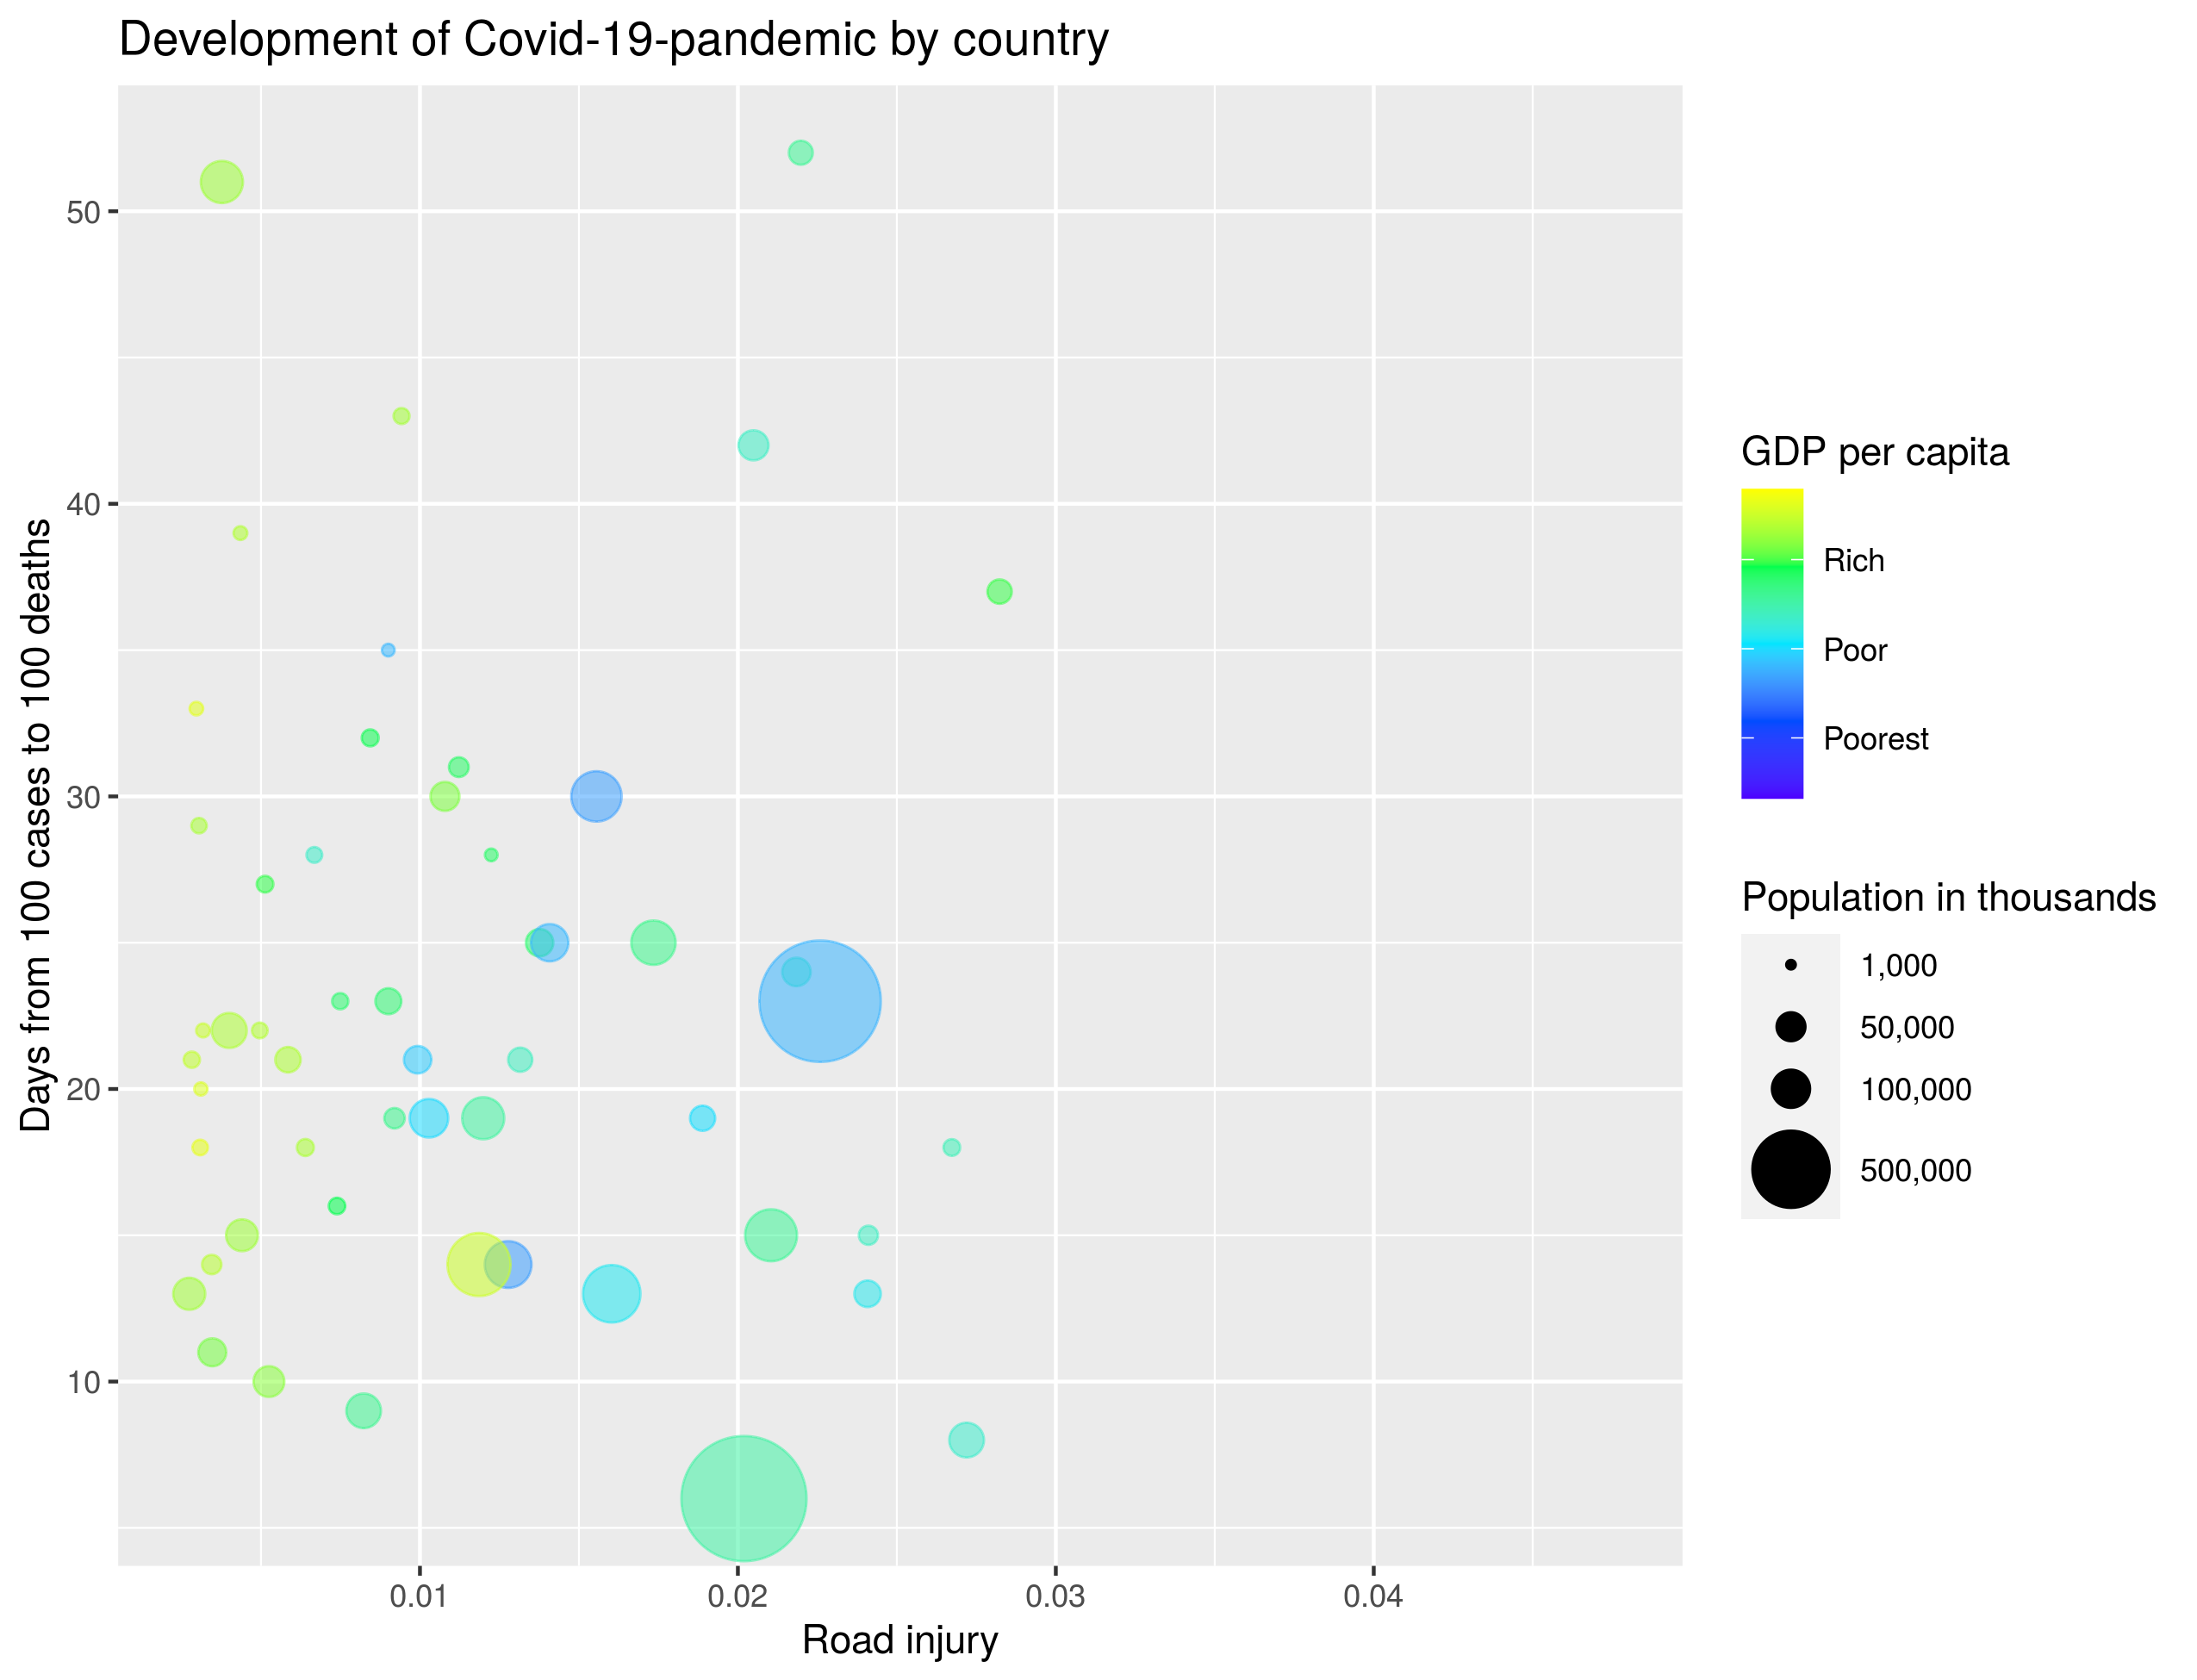 Development of Covid-19-pandemic by country
Days from 100 cases to 100 deaths
50
40
30
20
10
0.01
0.02
0.03
0.04
Road injury
GDP per capita
Rich
Poor
Poorest
Population in thousands
1,000
50,000
100,000
500,000